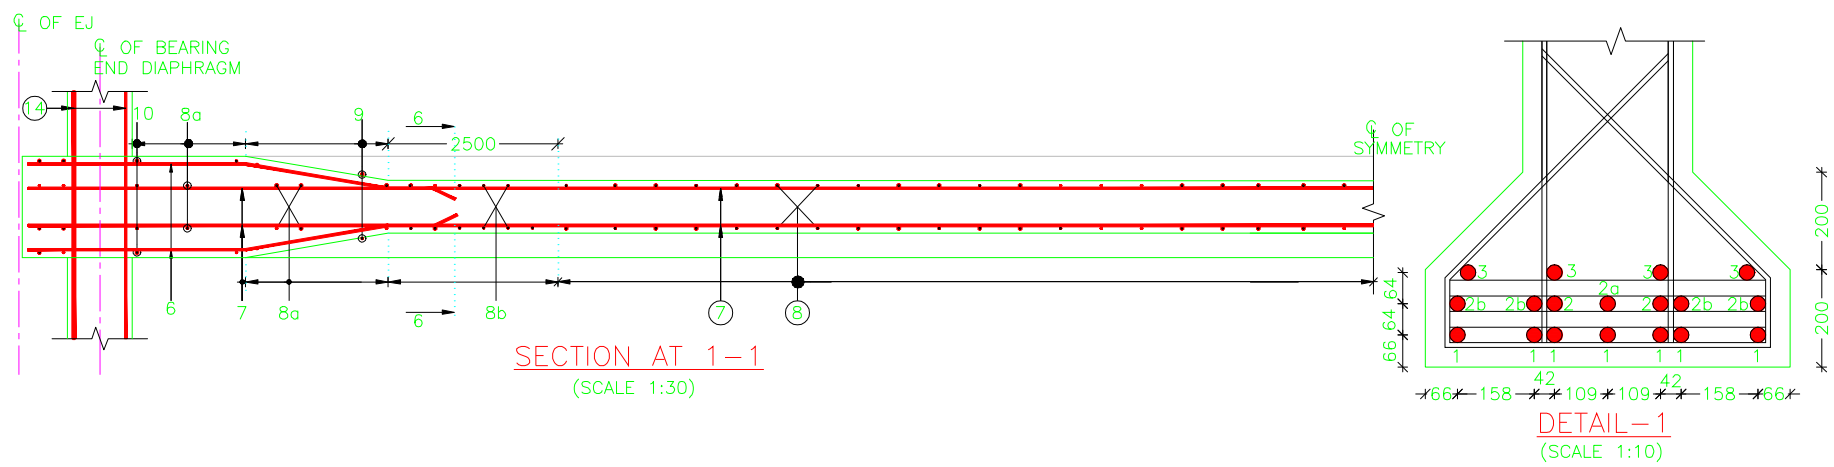 ℄ OF EJ
℄ OF BEARING
END DIAPHRAGM
14
10
8a
9
6
2500
℄ OF
SYMMETRY
6
7
8a
6
8b
7
8
SECTION AT 1-1
(SCALE 1:30)
3 3 3 3
2a
2b 2b 2 2 2b 2b
1 1 1 1 1 1 1
64
64
66
200
200
42 42
66 158 109 109 158 66
DETAIL-1
(SCALE 1:10)